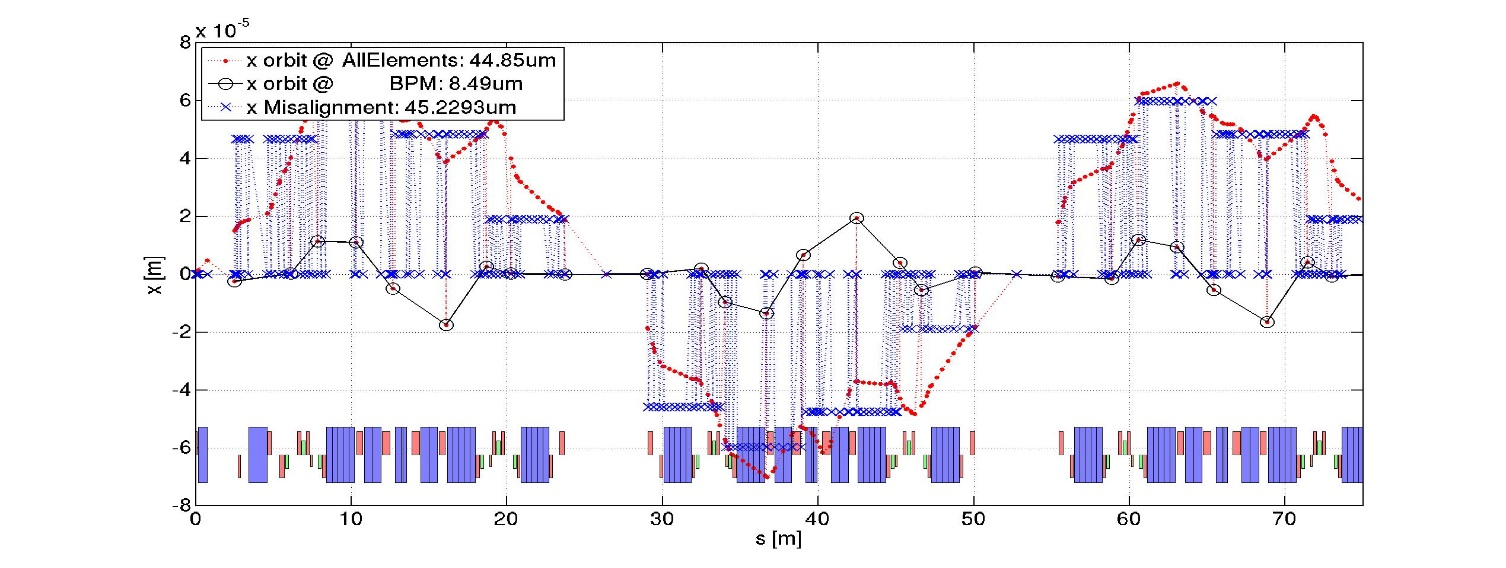 x 10 -5
8
x orbit @ AllElements: 44.85um
x orbit @ BPM: 8.49um
x Misalignment: 45.2293um
6
4
2
0
-2
-4
-6
-8
x [m]
0 10 20 30 40 50 60 70
s [m]